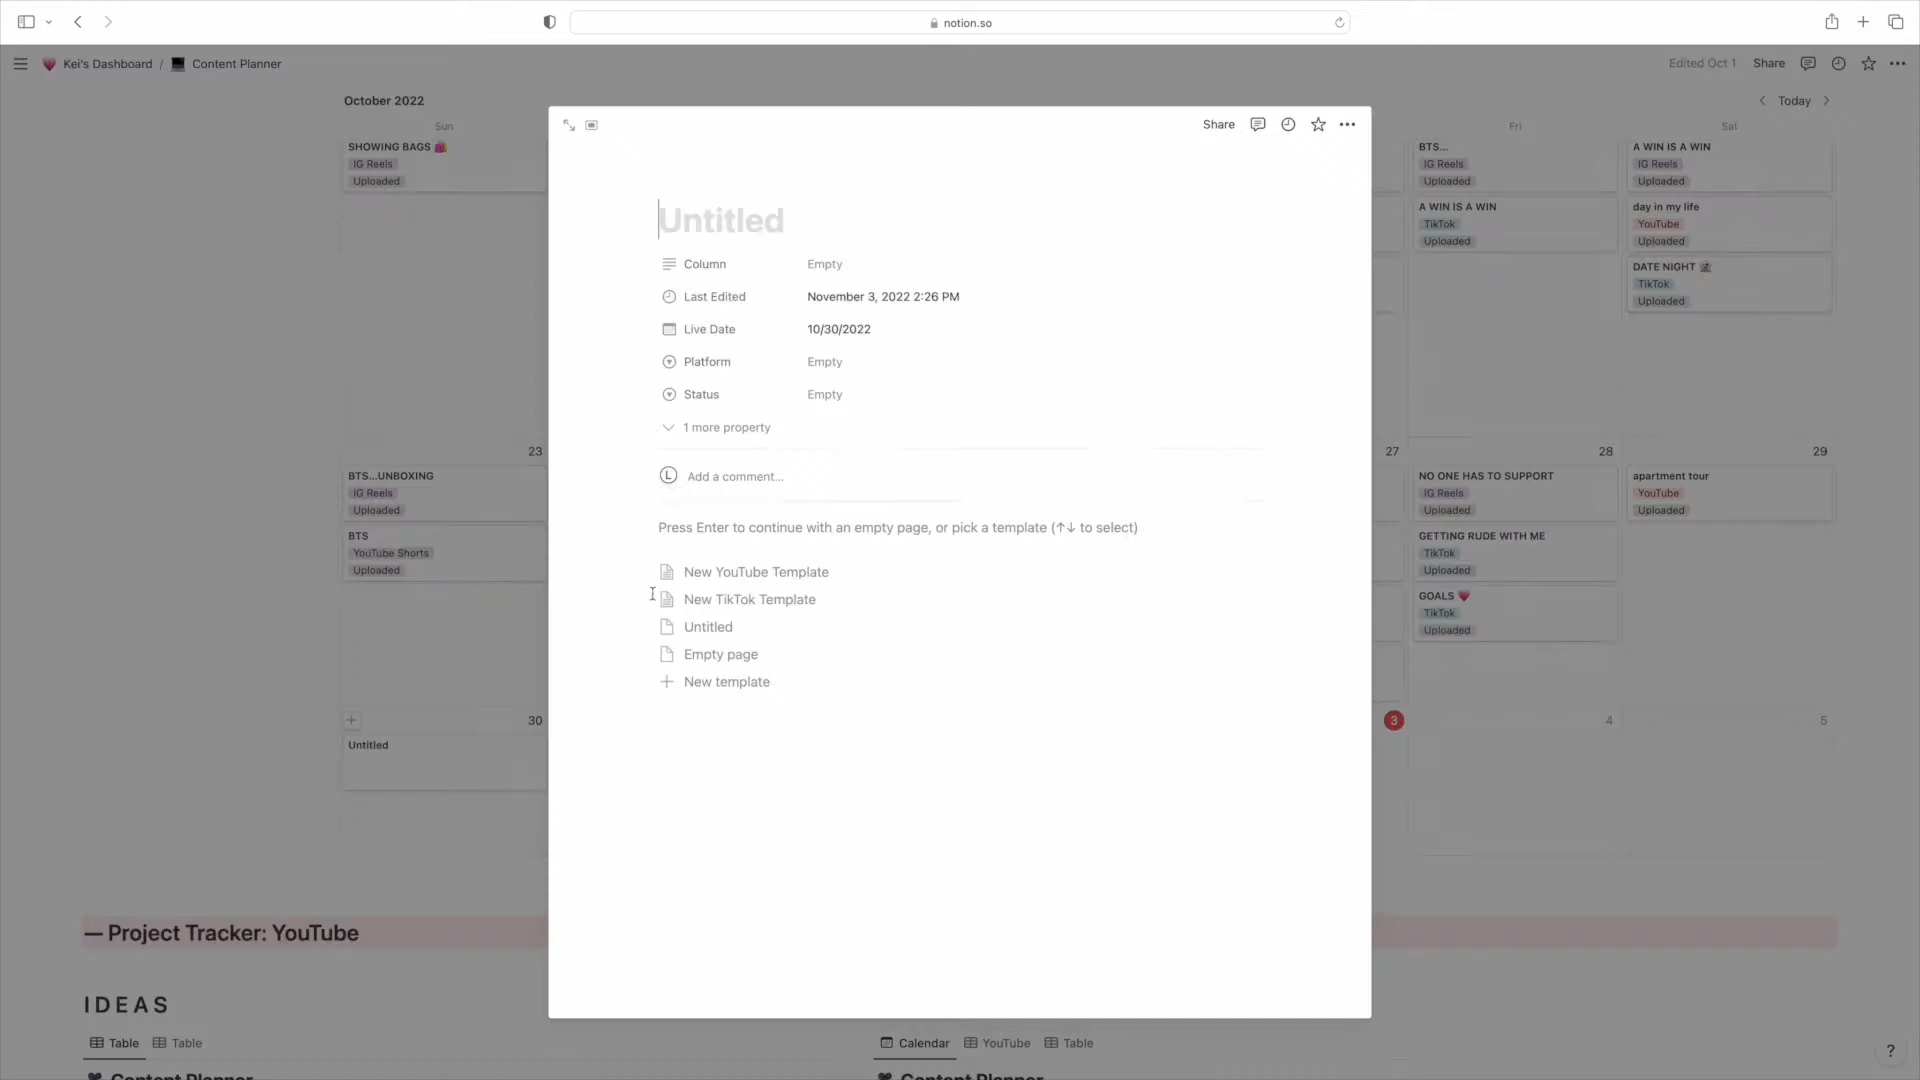 notion.so
Kei's Dashboard / Content Planner
Edited Oct 1 Share
October 2022
Today
Sun
Fri
Sat
SHOWING BAGS
IG Reels
Uploaded
BTS...
IG Reels
Uploaded
A WIN IS A WIN
TikTok
Uploaded
A WIN IS A WIN
IG Reels
Uploaded
day in my life
YouTube
Uploaded
DATE NIGHT
TikTok
Uploaded
Share
Untitled
Column Empty
Last Edited November 3, 2022 2:26 PM
Live Date 10/30/2022
Platform Empty
Status Empty
1 more property
L Add a comment...
Press Enter to continue with an empty page, or pick a template (↑↓ to select)
New YouTube Template
New TikTok Template
Untitled
Empty page
New template
23
BTS...UNBOXING
IG Reels
Uploaded
BTS
YouTube Shorts
Uploaded
27
28
NO ONE HAS TO SUPPORT
IG Reels
Uploaded
GETTING RUDE WITH ME
TikTok
Uploaded
GOALS
TikTok
Uploaded
29
apartment tour
YouTube
Uploaded
30
Untitled
3
4
5
— Project Tracker: YouTube
IDEAS
Table Table
Calendar YouTube Table
Content Planner
Content Planner
?